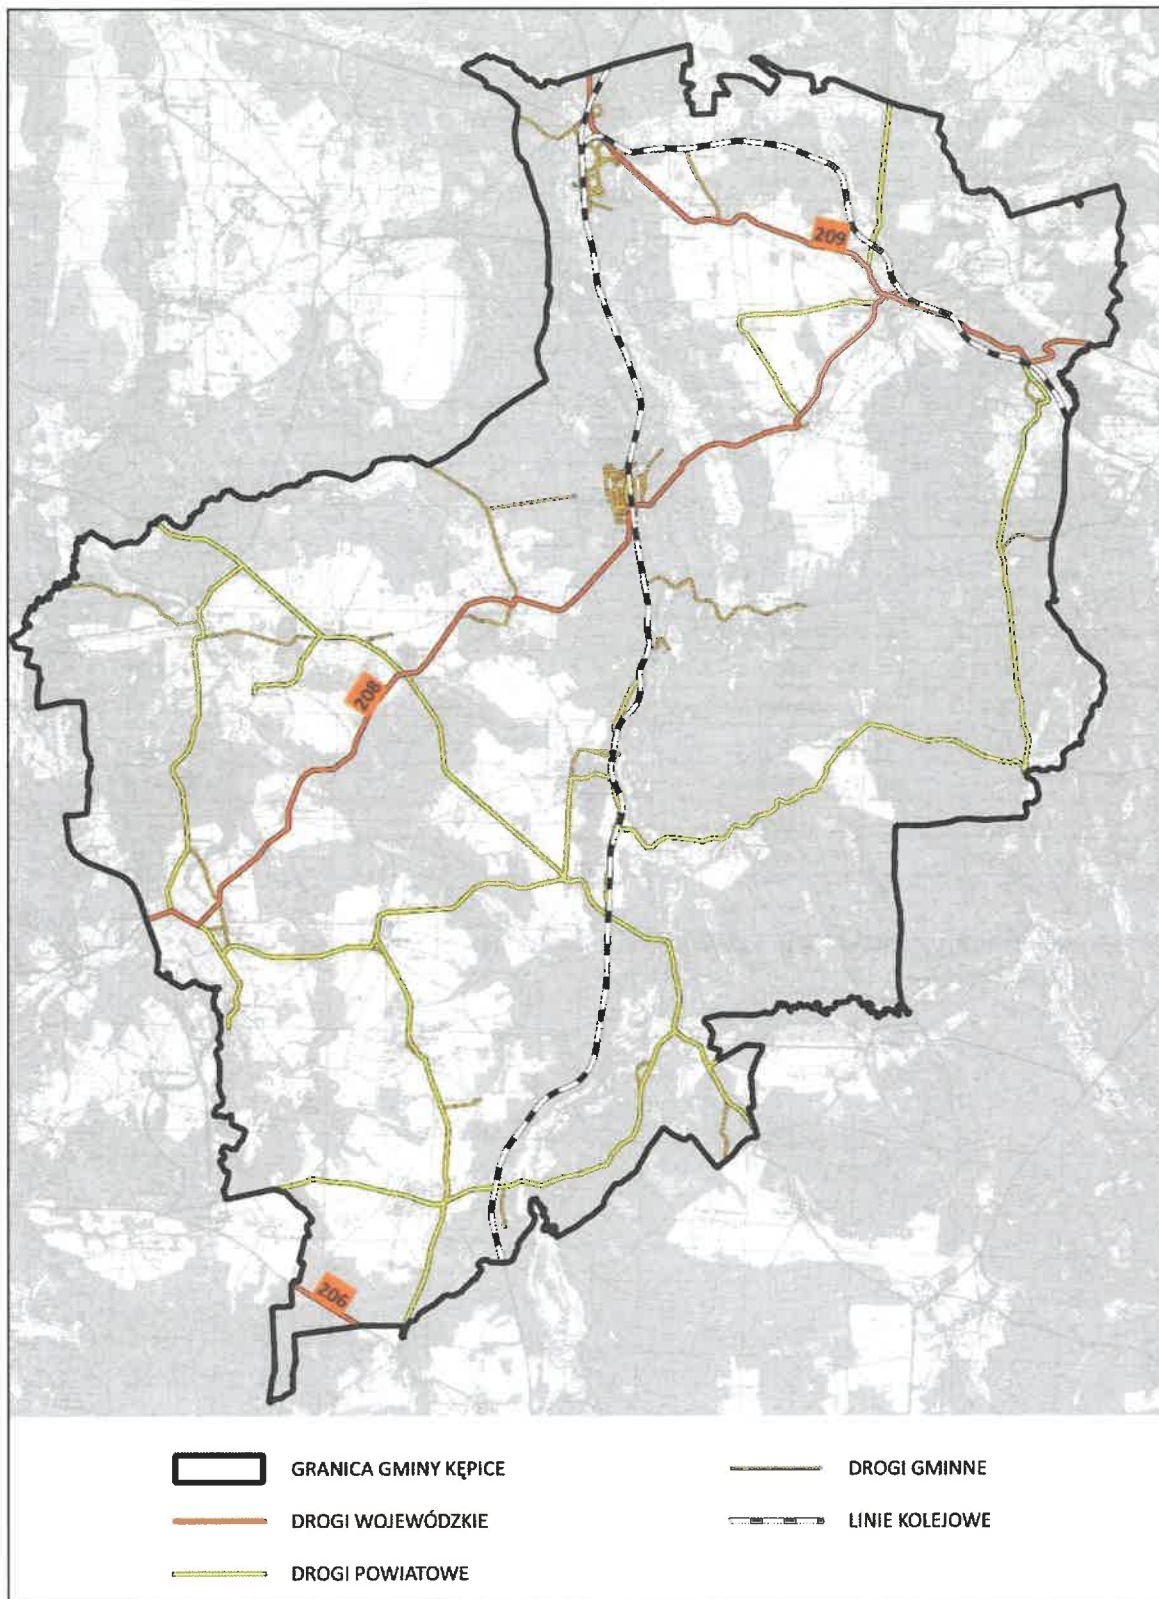 209
208
206
GRANICA GMINY KĘPICE
DROGI WOJEWÓDZKIE
DROGI POWIATOWE
DROGI GMINNE
LINIE KOLEJOWE